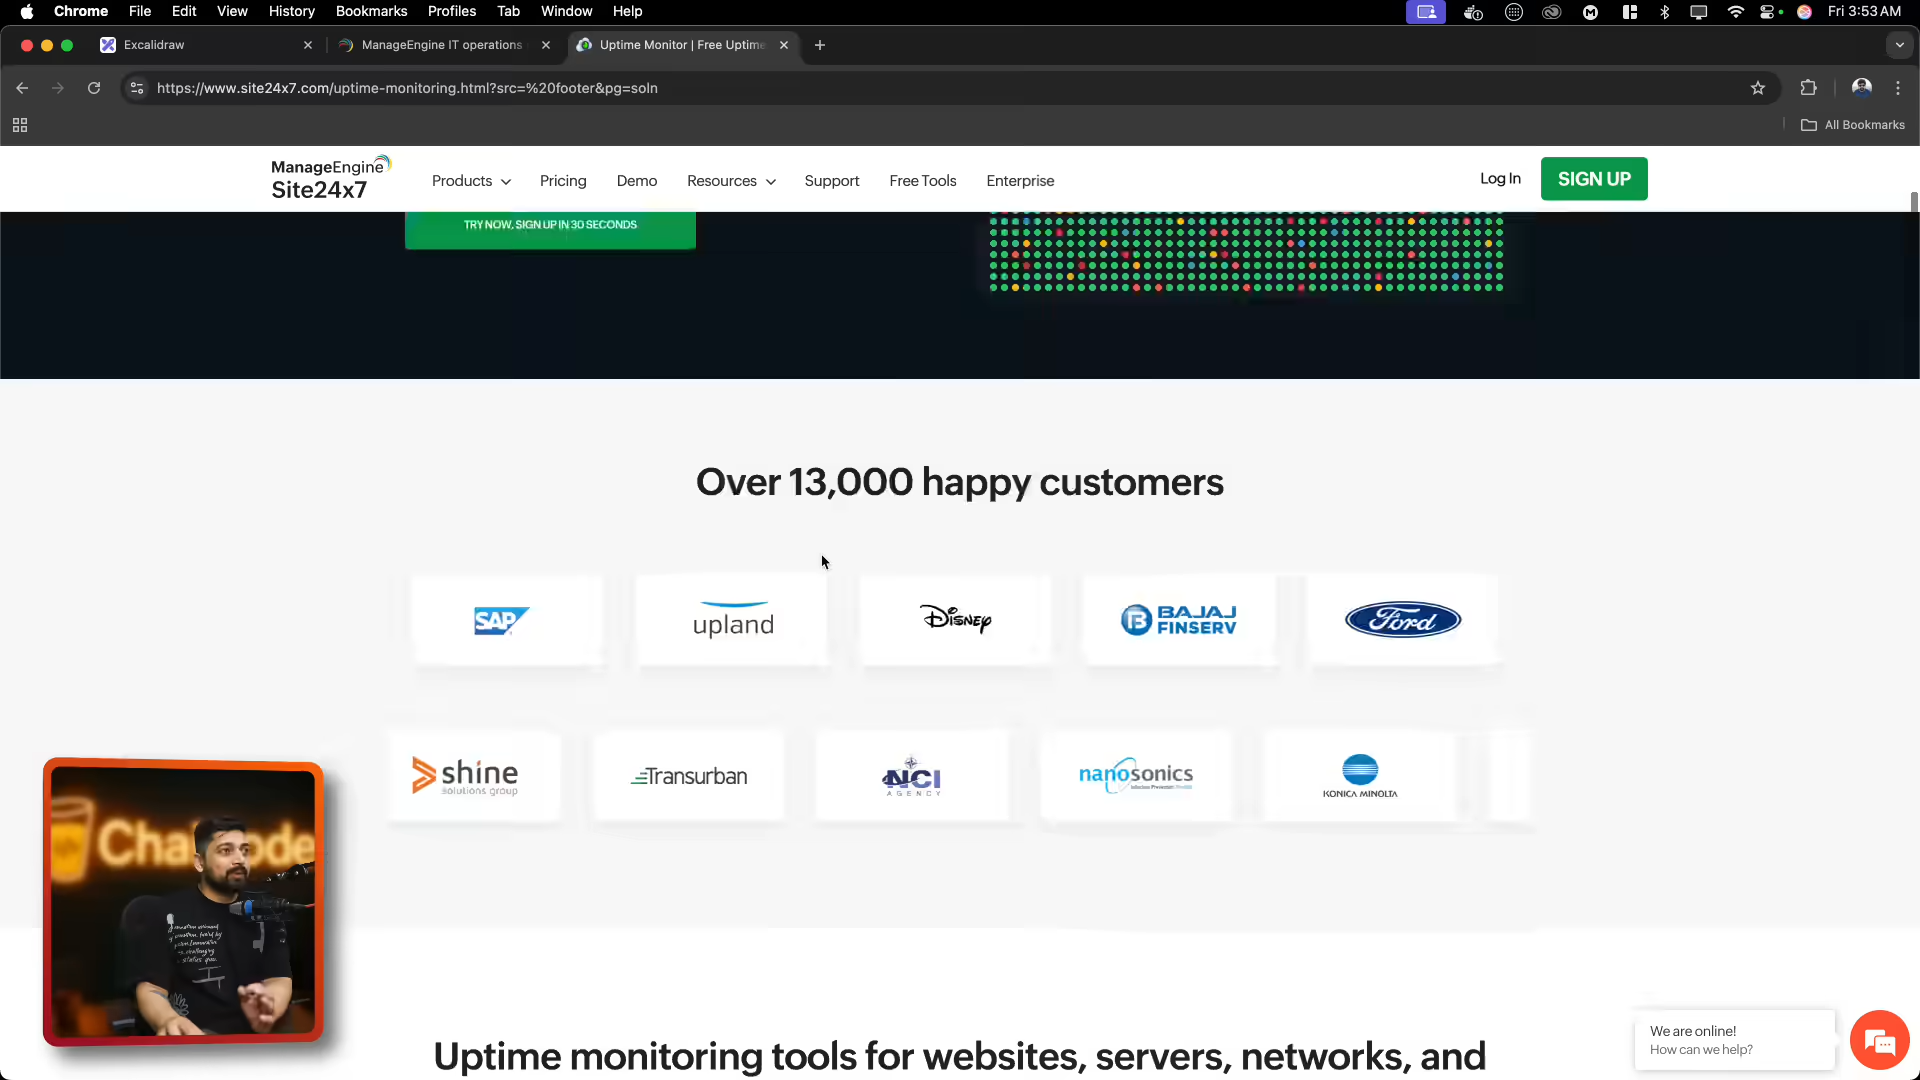 Chrome File Edit View History Bookmarks Profiles Tab Window Help
Fri 3:53 AM
Excalidraw
ManageEngine IT operations
Uptime Monitor | Free Uptime
https://www.site24x7.com/uptime-monitoring.html?src=%20footer&pg=soln
All Bookmarks
ManageEngine
Site24x7
Products
Pricing
Demo
Resources
Support
Free Tools
Enterprise
Log In
SIGN UP
TRY NOW, SIGN UP IN 30 SECONDS
Over 13,000 happy customers
SAP
upland
Disney
BAJAJ
FINSERV
Ford
shine
solutions group
Transurban
NCI
AGENCY
nanosonics
KONICA MINOLTA
Uptime monitoring tools for websites, servers, networks, and
We are online!
How can we help?